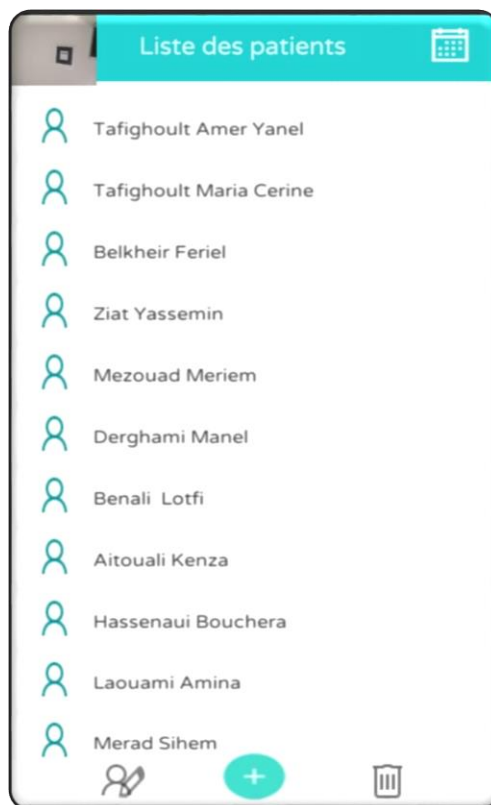 Liste des patients
Tafighoult Amer Yanel
Tafighoult Maria Cerine
Belkheir Feriel
Ziat Yassemin
Mezouad Meriem
Derghami Manel
Benali Lotfi
Aitouali Kenza
Hassenaui Bouchera
Laouami Amina
Merad Sihem